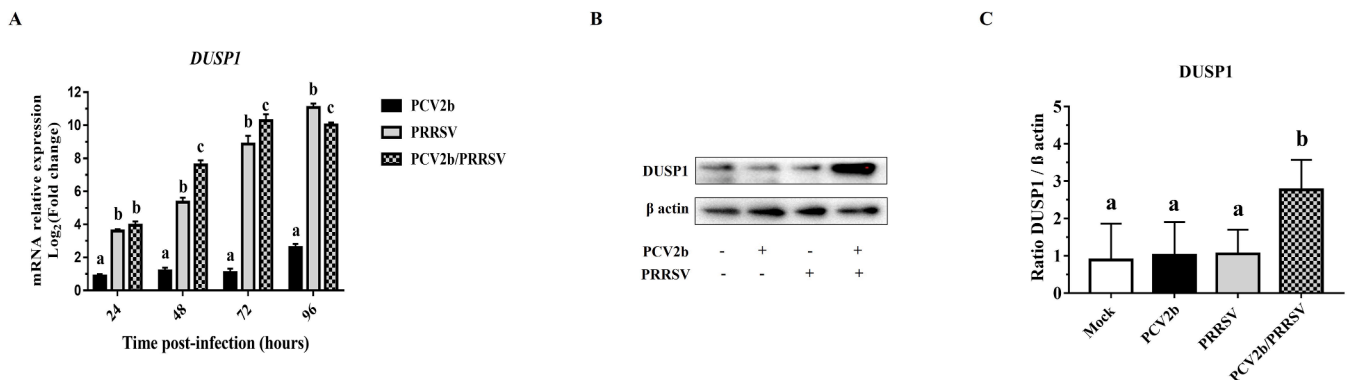 A
DUSP1
mRNA relative expression
Log₂(Fold change)
12
10
8
6
4
2
0
a b b
a b c
a b c
a b c
24 48 72 96
Time post-infection (hours)
PCV2b
PRRSV
PCV2b/PRRSV
B
DUSP1
β actin
PCV2b - + - +
PRRSV - - + +
C
DUSP1
Ratio DUSP1 / ß actin
5
4
3
2
1
0
a a a b
Mock PCV2b PRRSV PCV2b/PRRSV